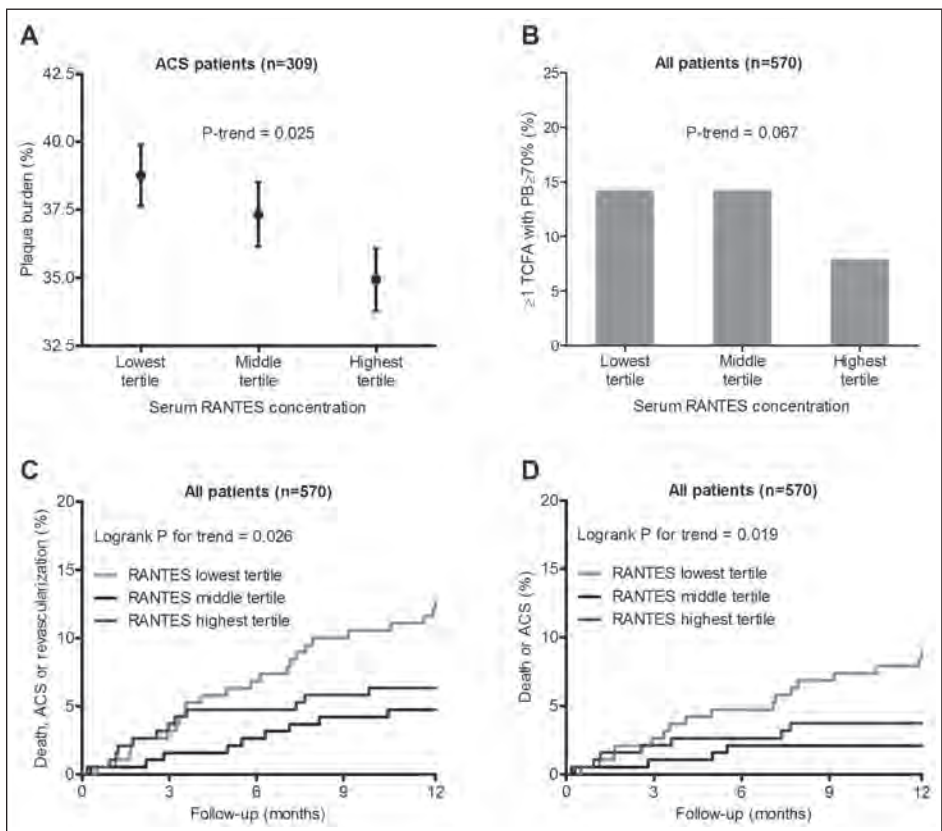 A
ACS patients (n=309)
P-trend = 0.025
42.5
40.0
37.5
35.0
32.5
Plaque burden (%)
Lowest tertile
Middle tertile
Highest tertile
Serum RANTES concentration
B
All patients (n=570)
P-trend = 0.067
25
20
15
10
5
0
≥1 TCFA with PB≥70% (%)
Lowest tertile
Middle tertile
Highest tertile
Serum RANTES concentration
C
All patients (n=570)
Logrank P for trend = 0.026
RANTES lowest tertile
RANTES middle tertile
RANTES highest tertile
20
15
10
5
0
Death, ACS or revascularization (%)
0 3 6 9 12
Follow-up (months)
D
All patients (n=570)
Logrank P for trend = 0.019
RANTES lowest tertile
RANTES middle tertile
RANTES highest tertile
20
15
10
5
0
Death or ACS (%)
0 3 6 9 12
Follow-up (months)